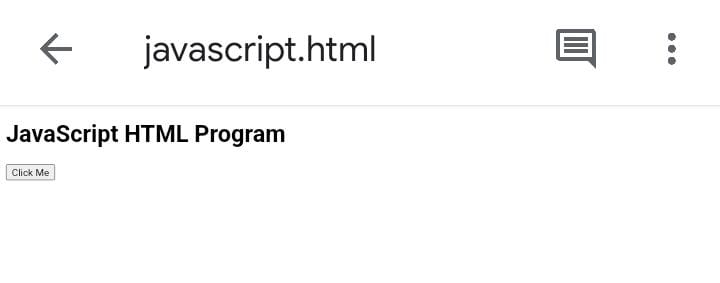 javascript.html
JavaScript HTML Program
Click Me